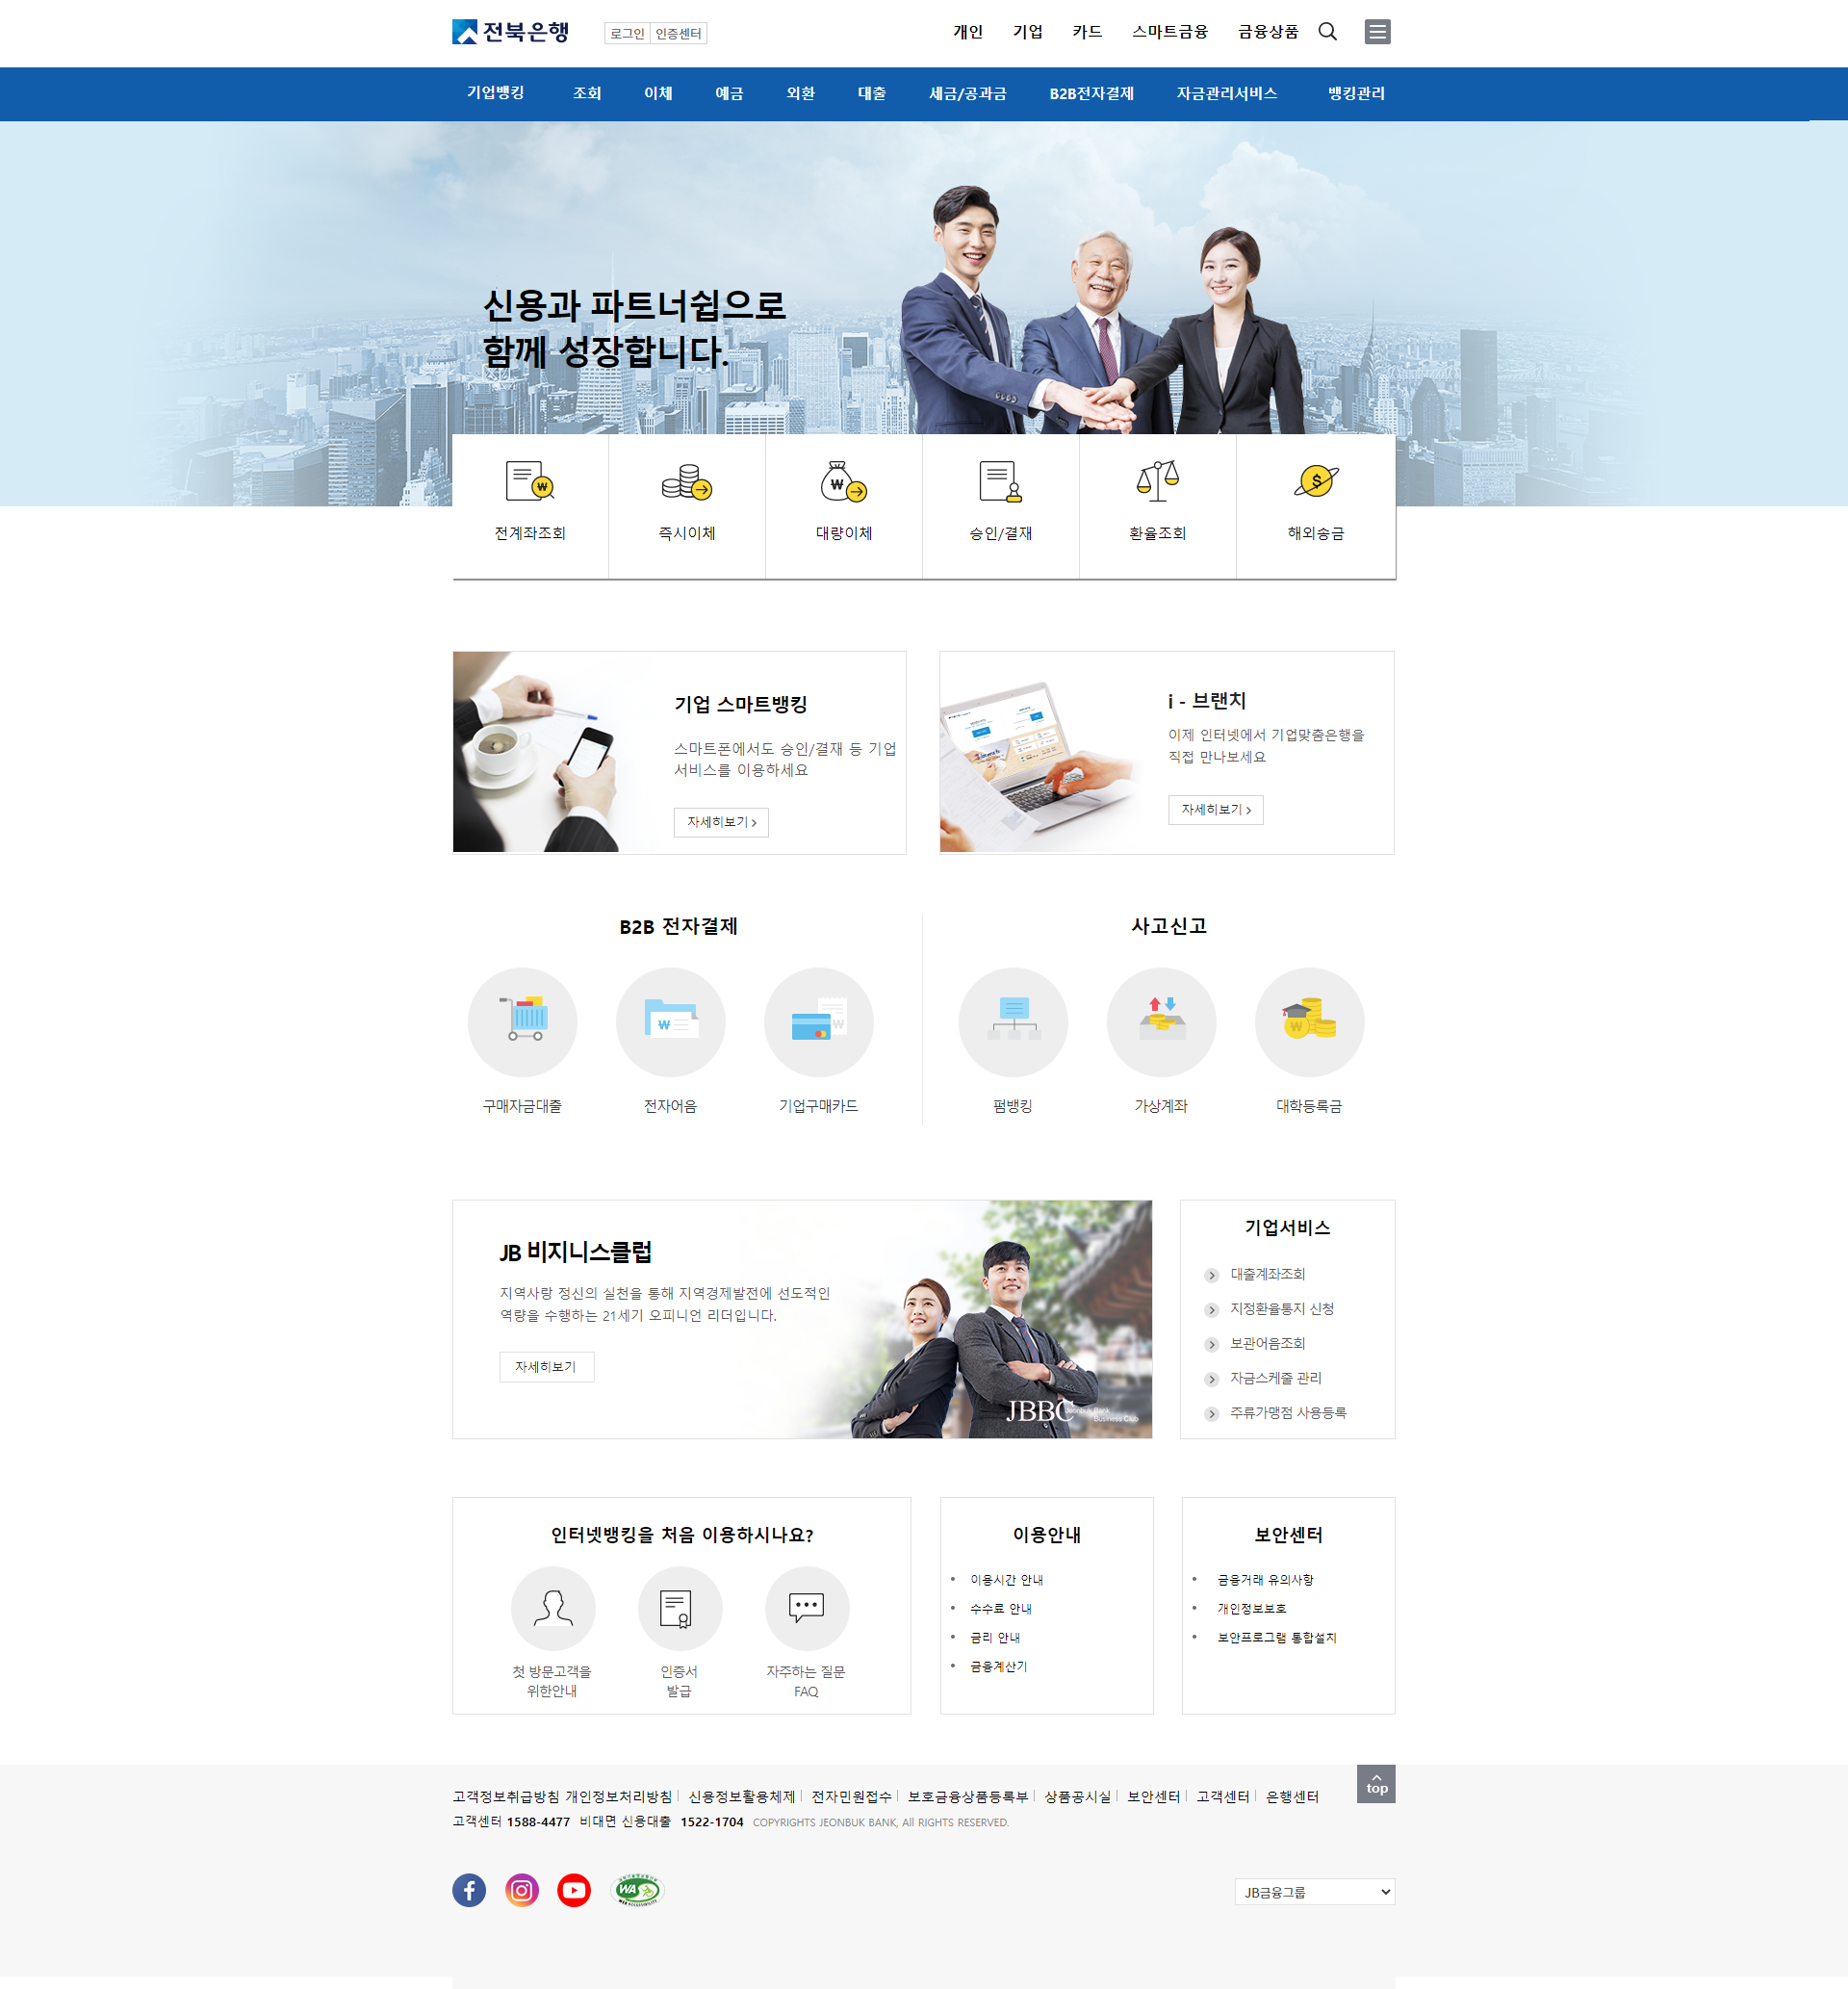 전북은행
로그인 인증센터
개인 기업 카드 스마트금융 금융상품
기업뱅킹 조회 이체 예금 외환 대출 세금/공과금 B2B전자결제 자금관리서비스 뱅킹관리
신용과 파트너쉽으로
함께 성장합니다.
전계좌조회 즉시이체 대량이체 승인/결재 환율조회 해외송금
기업 스마트뱅킹
스마트폰에서도 승인/결재 등 기업
서비스를 이용하세요
자세히보기
i - 브랜치
이제 인터넷에서 기업맞춤은행을
직접 만나보세요
자세히보기
B2B 전자결제
구매자금대출 전자어음 기업구매카드
사고신고
펌뱅킹 가상계좌 대학등록금
JB 비지니스클럽
지역사랑 정신의 실천을 통해 지역경제발전에 선도적인
역량을 수행하는 21세기 오피니언 리더입니다.
자세히보기
JBBC Jeonbuk Bank
Business Club
기업서비스
대출계좌조회
지정환율통지 신청
보관어음조회
자금스케줄 관리
주류가맹점 사용등록
인터넷뱅킹을 처음 이용하시나요?
첫 방문고객을
위한안내
인증서
발급
자주하는 질문
FAQ
이용안내
이용시간 안내
수수료 안내
금리 안내
금융계산기
보안센터
금융거래 유의사항
개인정보보호
보안프로그램 통합설치
top
고객정보취급방침 개인정보처리방침 신용정보활용체제 전자민원접수 보호금융상품등록부 상품공시실 보안센터 고객센터 은행센터
고객센터 1588-4477 비대면 신용대출 1522-1704 COPYRIGHTS JEONBUK BANK, All RIGHTS RESERVED.
WA
JB금융그룹